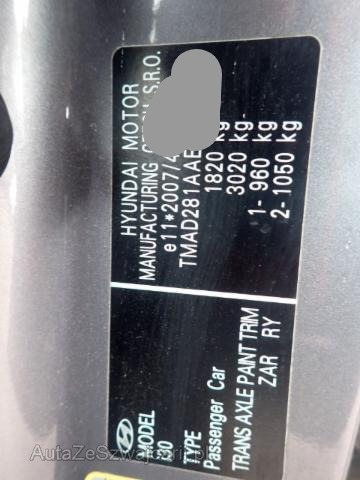 HYUNDAI MOTOR
MANUFACTURING S.R.O.
e11*2007/4
TMAD281AAE
1820 kg
3020 kg
1- 960 kg
2- 1050 kg
MODEL
TYPE
Passenger Car
TRANS AXLE PAINT TRIM
ZAR RY
AutaZeSzwajcarii.pl